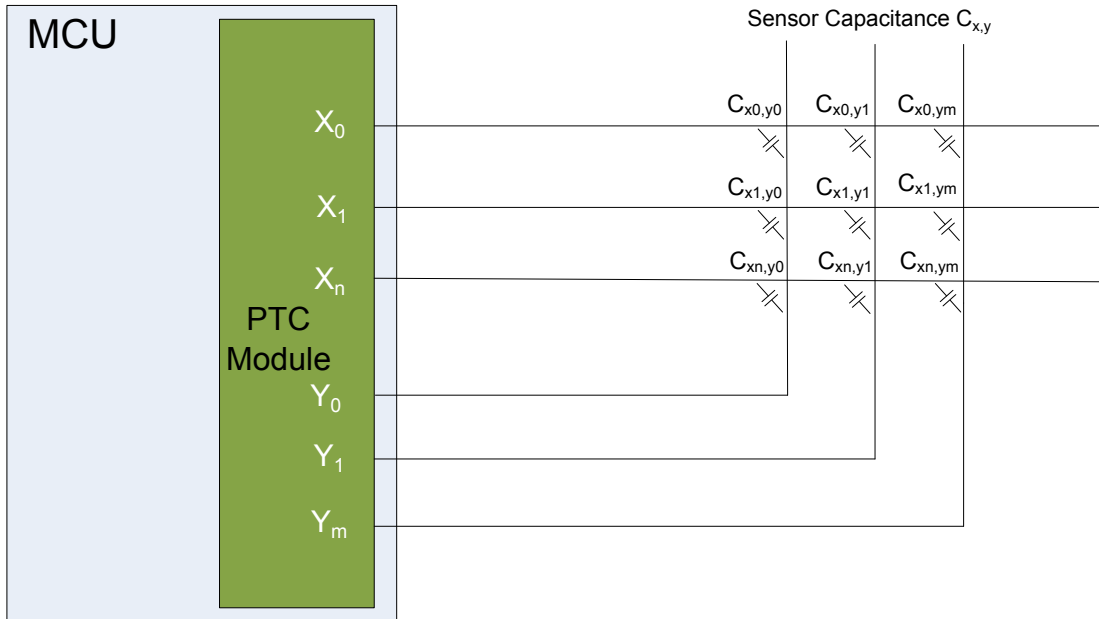 MCU
Sensor Capacitance Cx,y
X0
Cx0,y0 Cx0,y1 Cx0,ym
X1
Cx1,y0 Cx1,y1 Cx1,ym
Xn
Cxn,y0 Cxn,y1 Cxn,ym
PTC
Module
Y0
Y1
Ym